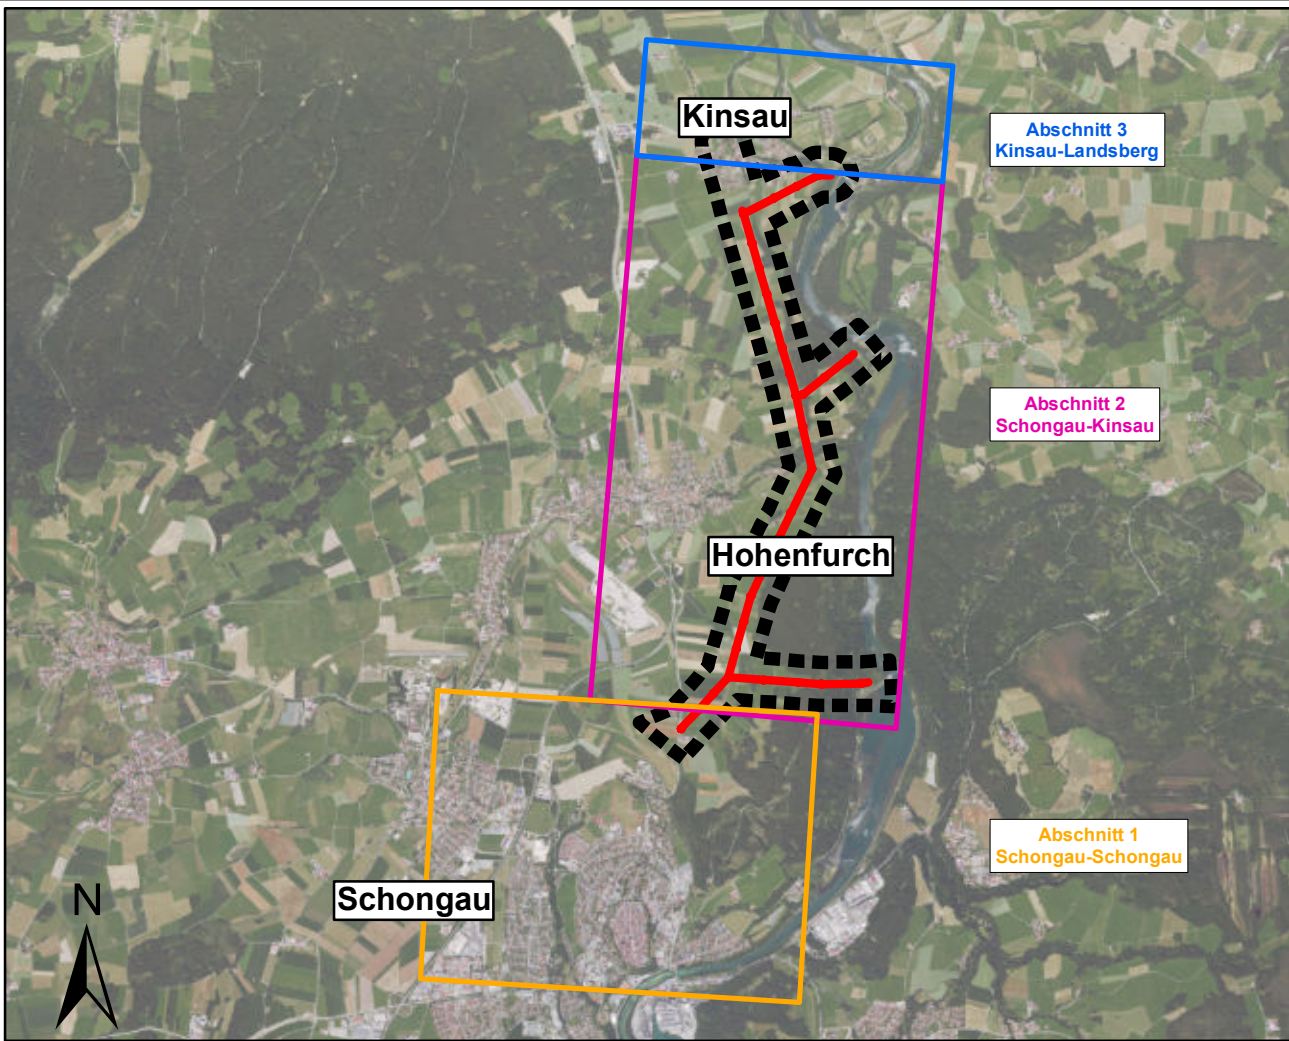 Kinsau
Abschnitt 3
Kinsau-Landsberg
Abschnitt 2
Schongau-Kinsau
Hohenfurch
Abschnitt 1
Schongau-Schongau
Schongau
N